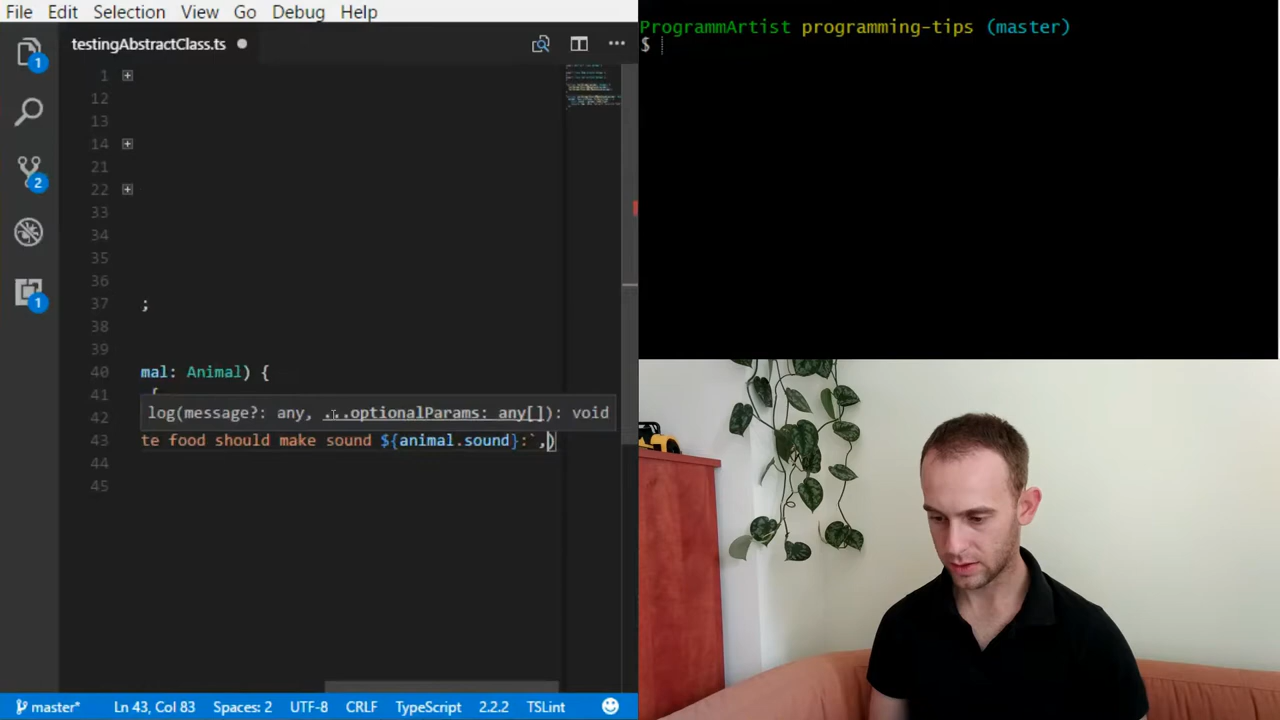 File Edit Selection View Go Debug Help
testingAbstractClass.ts
1
1
12
13
14
21
22
33
34
35
36
37 ;
38
39
40 mal: Animal) {
41 {
42 log(message?: any, ...optionalParams: any[]): void
43 te food should make sound ${animal.sound}:`,)
44
45
2
1
master* Ln 43, Col 83 Spaces: 2 UTF-8 CRLF TypeScript 2.2.2 TSLint
ProgrammArtist programming-tips (master)
$